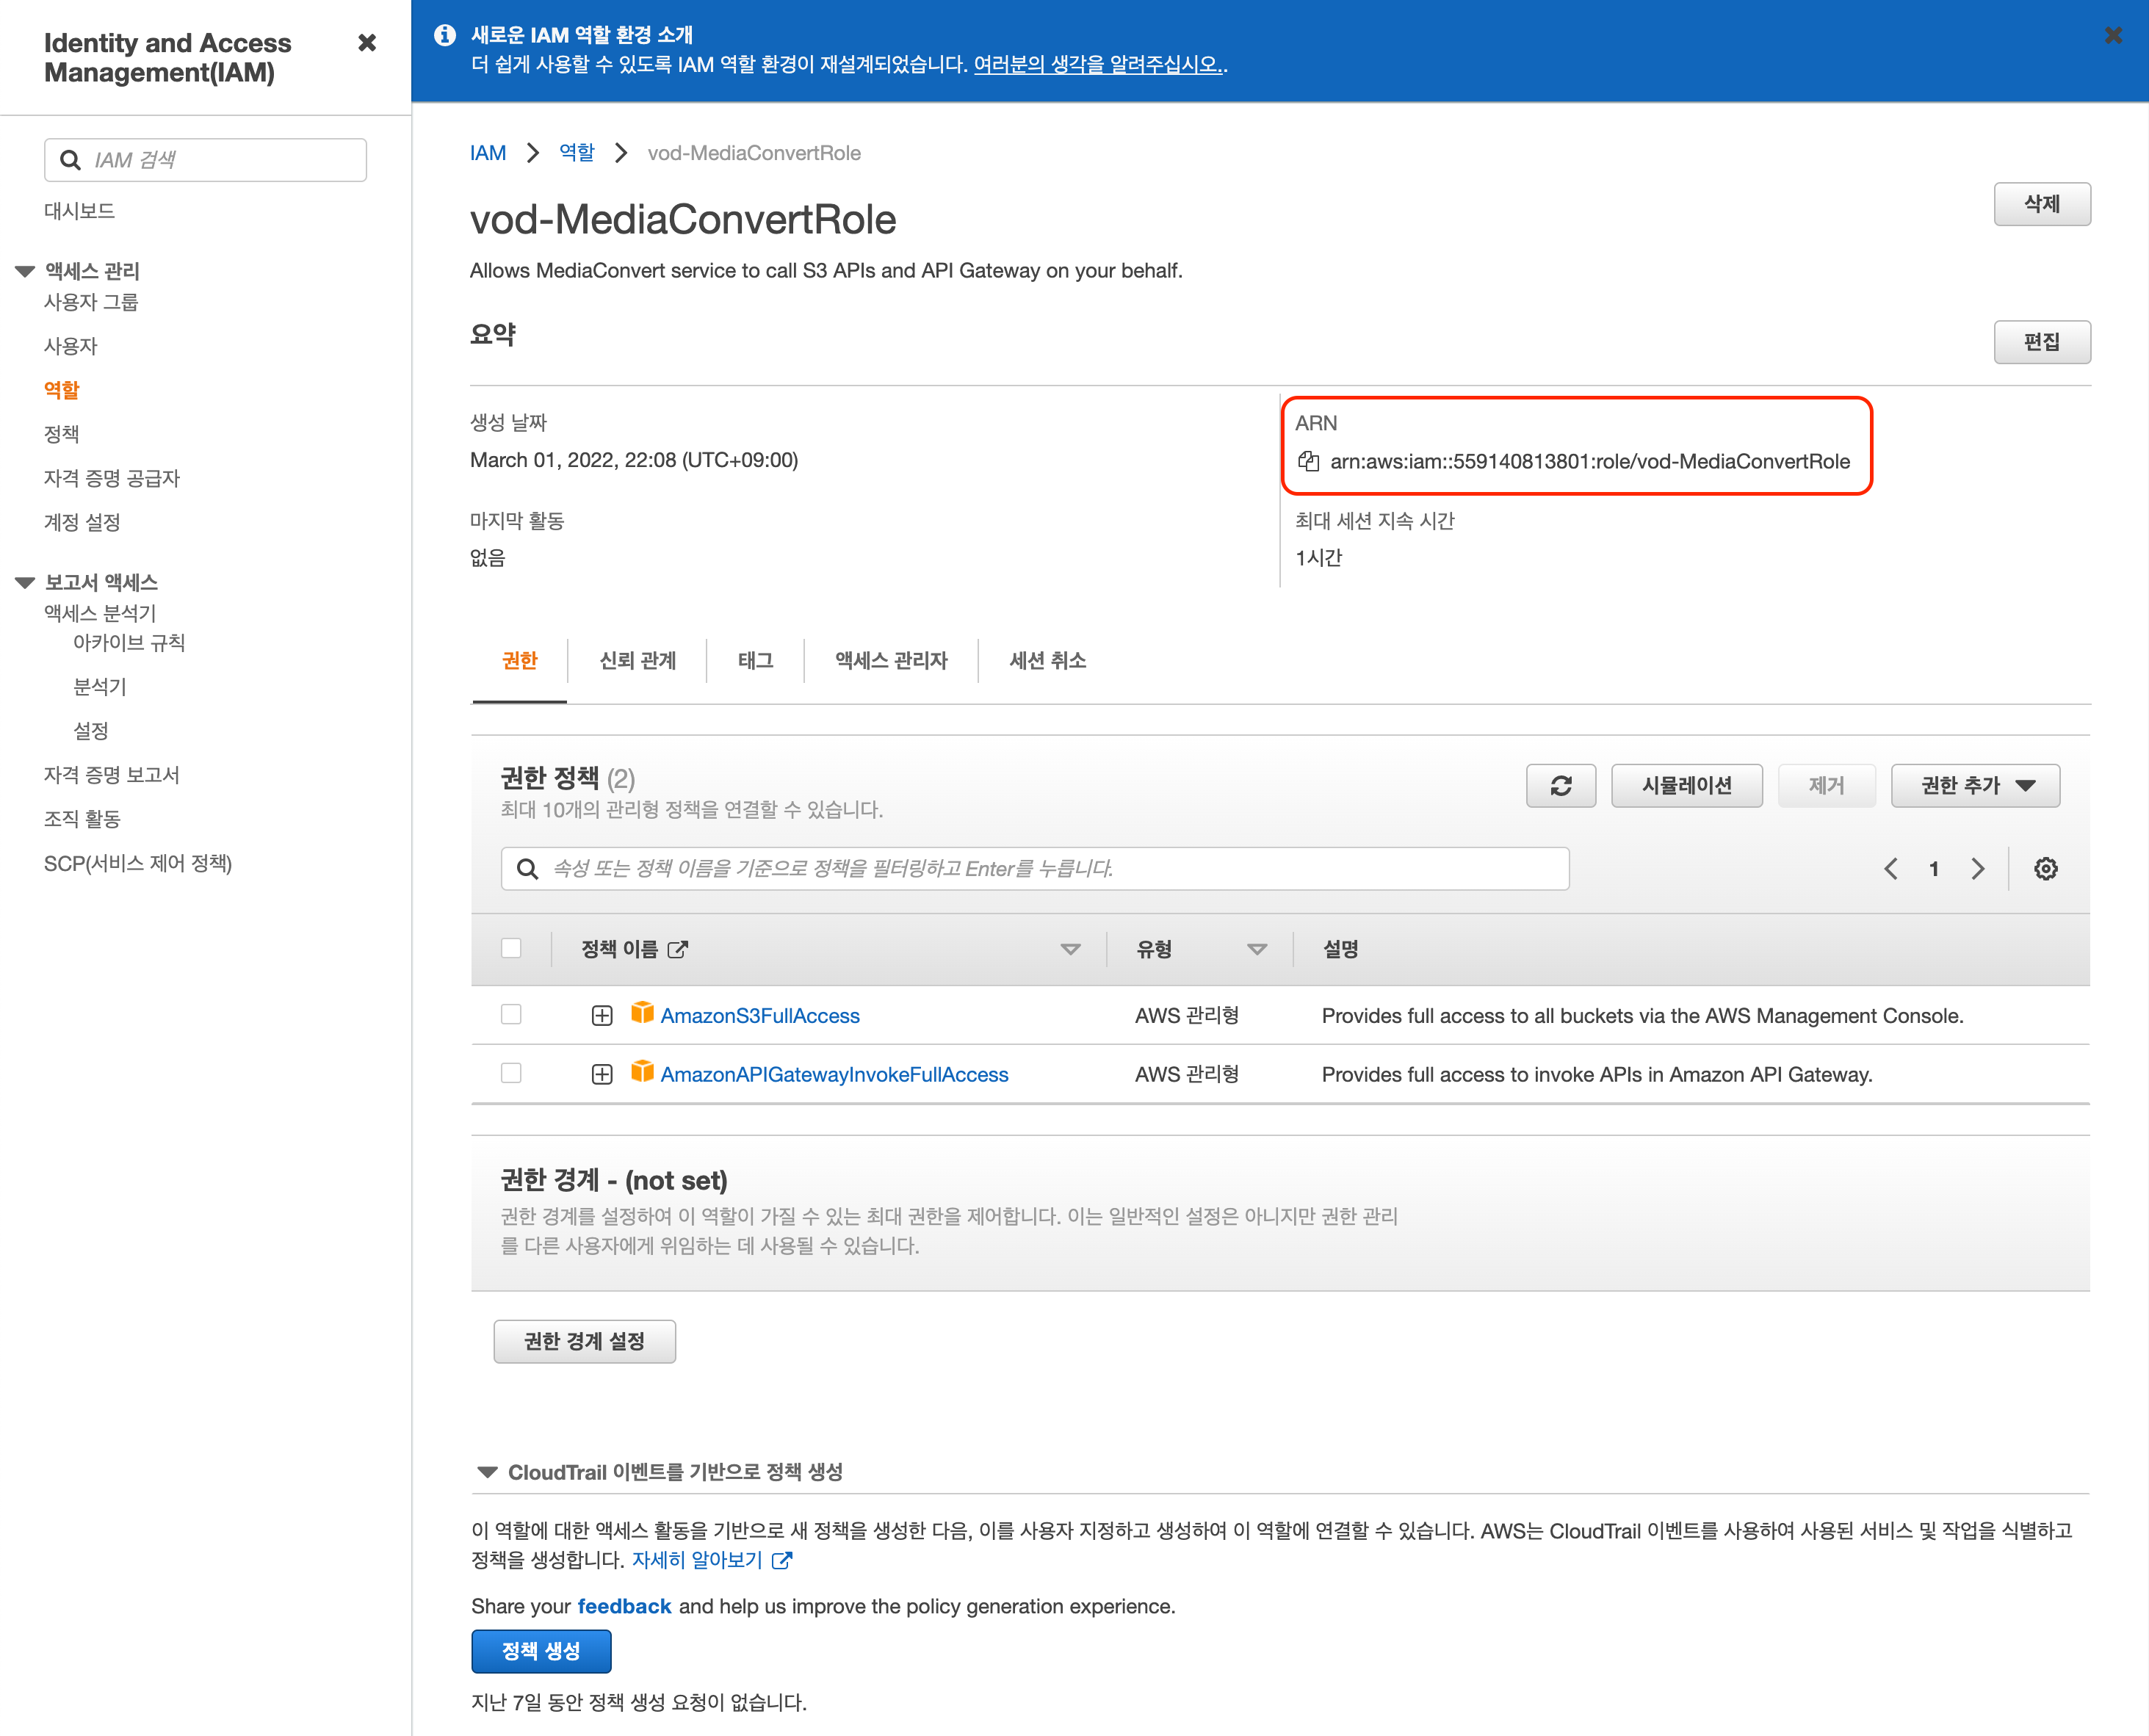 Identity and Access
Management(IAM)
IAM 검색
대시보드
액세스 관리
사용자 그룹
사용자
역할
정책
자격 증명 공급자
계정 설정
보고서 액세스
액세스 분석기
아카이브 규칙
분석기
설정
자격 증명 보고서
조직 활동
SCP(서비스 제어 정책)
새로운 IAM 역할 환경 소개
더 쉽게 사용할 수 있도록 IAM 역할 환경이 재설계되었습니다. 여러분의 생각을 알려주십시오..
IAM > 역할 > vod-MediaConvertRole
vod-MediaConvertRole
삭제
Allows MediaConvert service to call S3 APIs and API Gateway on your behalf.
요약
편집
생성 날짜
March 01, 2022, 22:08 (UTC+09:00)
ARN
arn:aws:iam::559140813801:role/vod-MediaConvertRole
마지막 활동
없음
최대 세션 지속 시간
1시간
권한 신뢰 관계 태그 액세스 관리자 세션 취소
권한 정책 (2)
최대 10개의 관리형 정책을 연결할 수 있습니다.
시뮬레이션 제거 권한 추가
속성 또는 정책 이름을 기준으로 정책을 필터링하고 Enter를 누릅니다.
1
정책 이름 유형 설명
AmazonS3FullAccess AWS 관리형 Provides full access to all buckets via the AWS Management Console.
AmazonAPIGatewayInvokeFullAccess AWS 관리형 Provides full access to invoke APIs in Amazon API Gateway.
권한 경계 - (not set)
권한 경계를 설정하여 이 역할이 가질 수 있는 최대 권한을 제어합니다. 이는 일반적인 설정은 아니지만 권한 관리
를 다른 사용자에게 위임하는 데 사용될 수 있습니다.
권한 경계 설정
CloudTrail 이벤트를 기반으로 정책 생성
이 역할에 대한 액세스 활동을 기반으로 새 정책을 생성한 다음, 이를 사용자 지정하고 생성하여 이 역할에 연결할 수 있습니다. AWS는 CloudTrail 이벤트를 사용하여 사용된 서비스 및 작업을 식별하고
정책을 생성합니다. 자세히 알아보기
Share your feedback and help us improve the policy generation experience.
정책 생성
지난 7일 동안 정책 생성 요청이 없습니다.